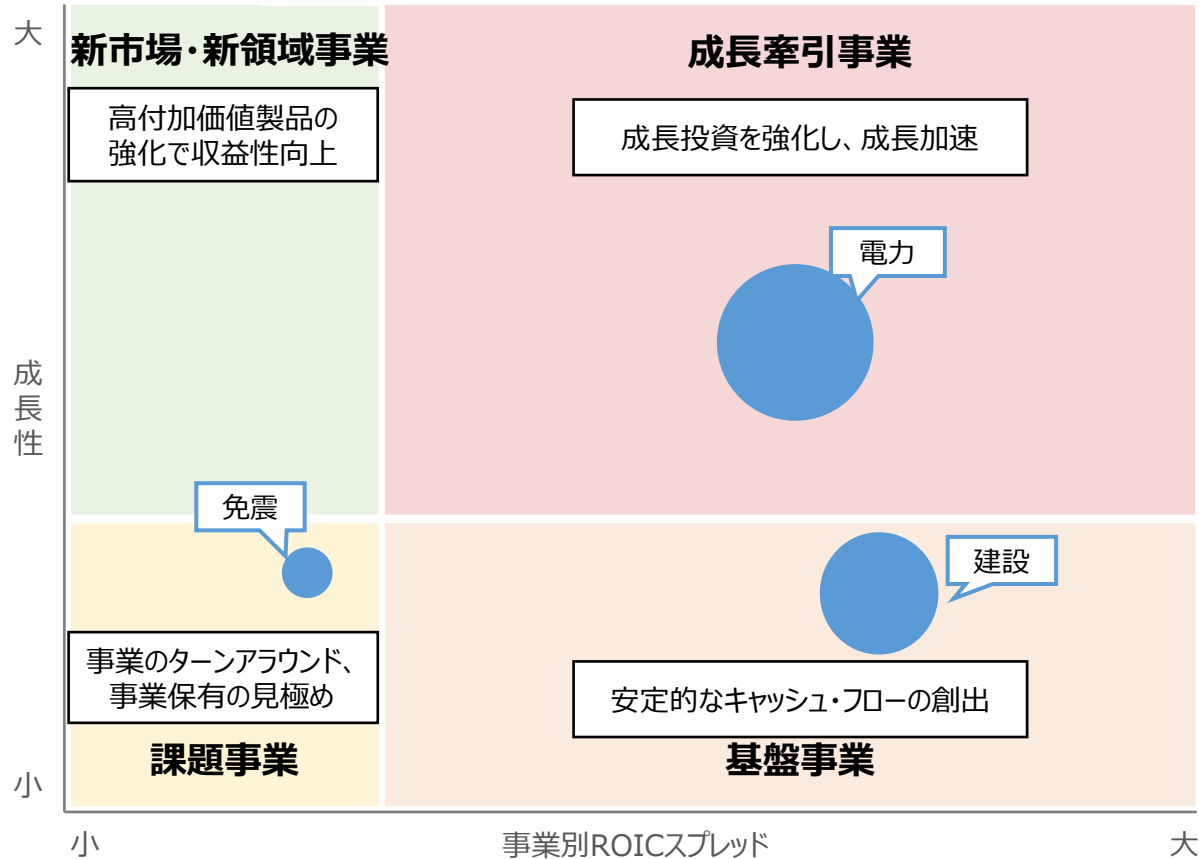 大
新市場・新領域事業
成長牽引事業
高付加価値製品の
強化で収益性向上
成長投資を強化し、成長加速
電力
成長性
免震
建設
事業のターンアラウンド、
事業保有の見極め
安定的なキャッシュ・フローの創出
課題事業
基盤事業
小
小
事業別ROICスプレッド
大